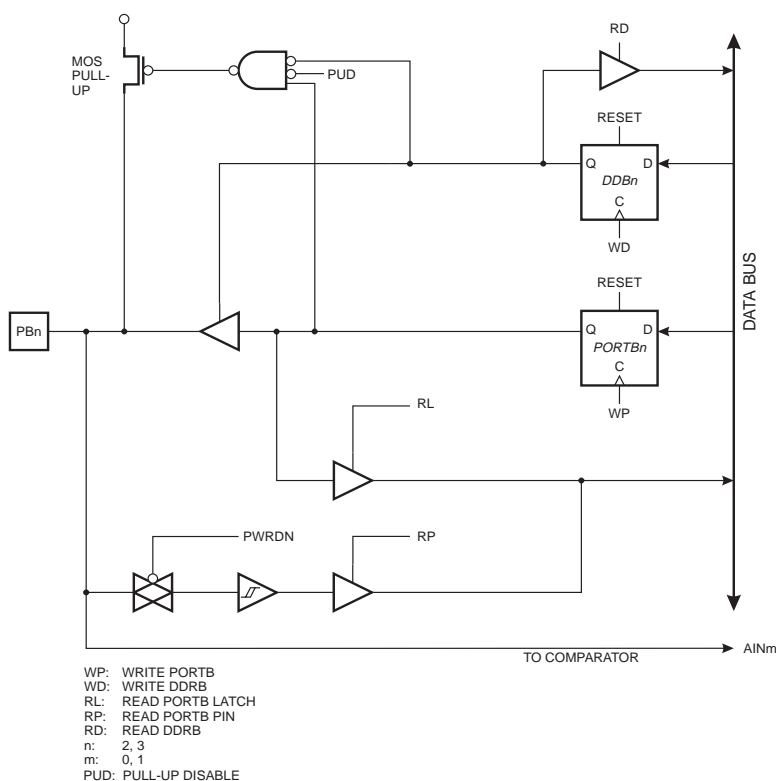 RD
MOS
PULL-
UP
PUD
RESET
Q
D
DDBn
C
WD
DATA BUS
RESET
PBn
Q
D
PORTBn
C
WP
RL
PWRDN
RP
TO COMPARATOR
AINm
WP: WRITE PORTB
WD: WRITE DDRB
RL: READ PORTB LATCH
RP: READ PORTB PIN
RD: READ DDRB
n: 2, 3
m: 0, 1
PUD: PULL-UP DISABLE